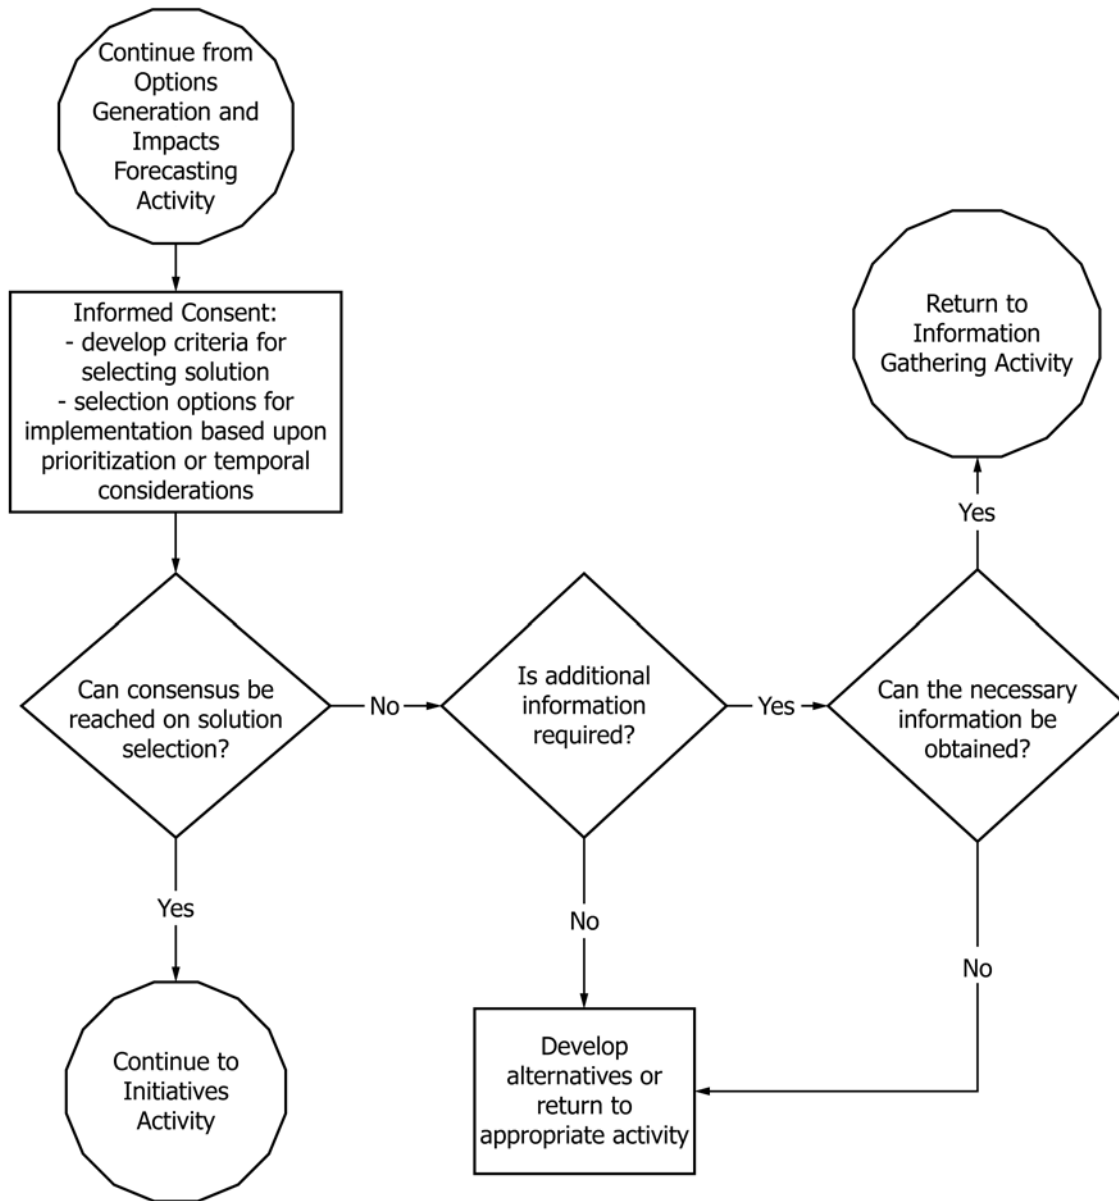 Continue from
Options
Generation and
Impacts
Forecasting
Activity
Informed Consent:
- develop criteria for
selecting solution
- selection options for
implementation based upon
prioritization or temporal
considerations
Return to
Information
Gathering Activity
Yes
Can consensus be
reached on solution
selection?
No
Is additional
information
required?
Yes
Can the necessary
information be
obtained?
Yes
No
No
Continue to
Initiatives
Activity
Develop
alternatives or
return to
appropriate activity